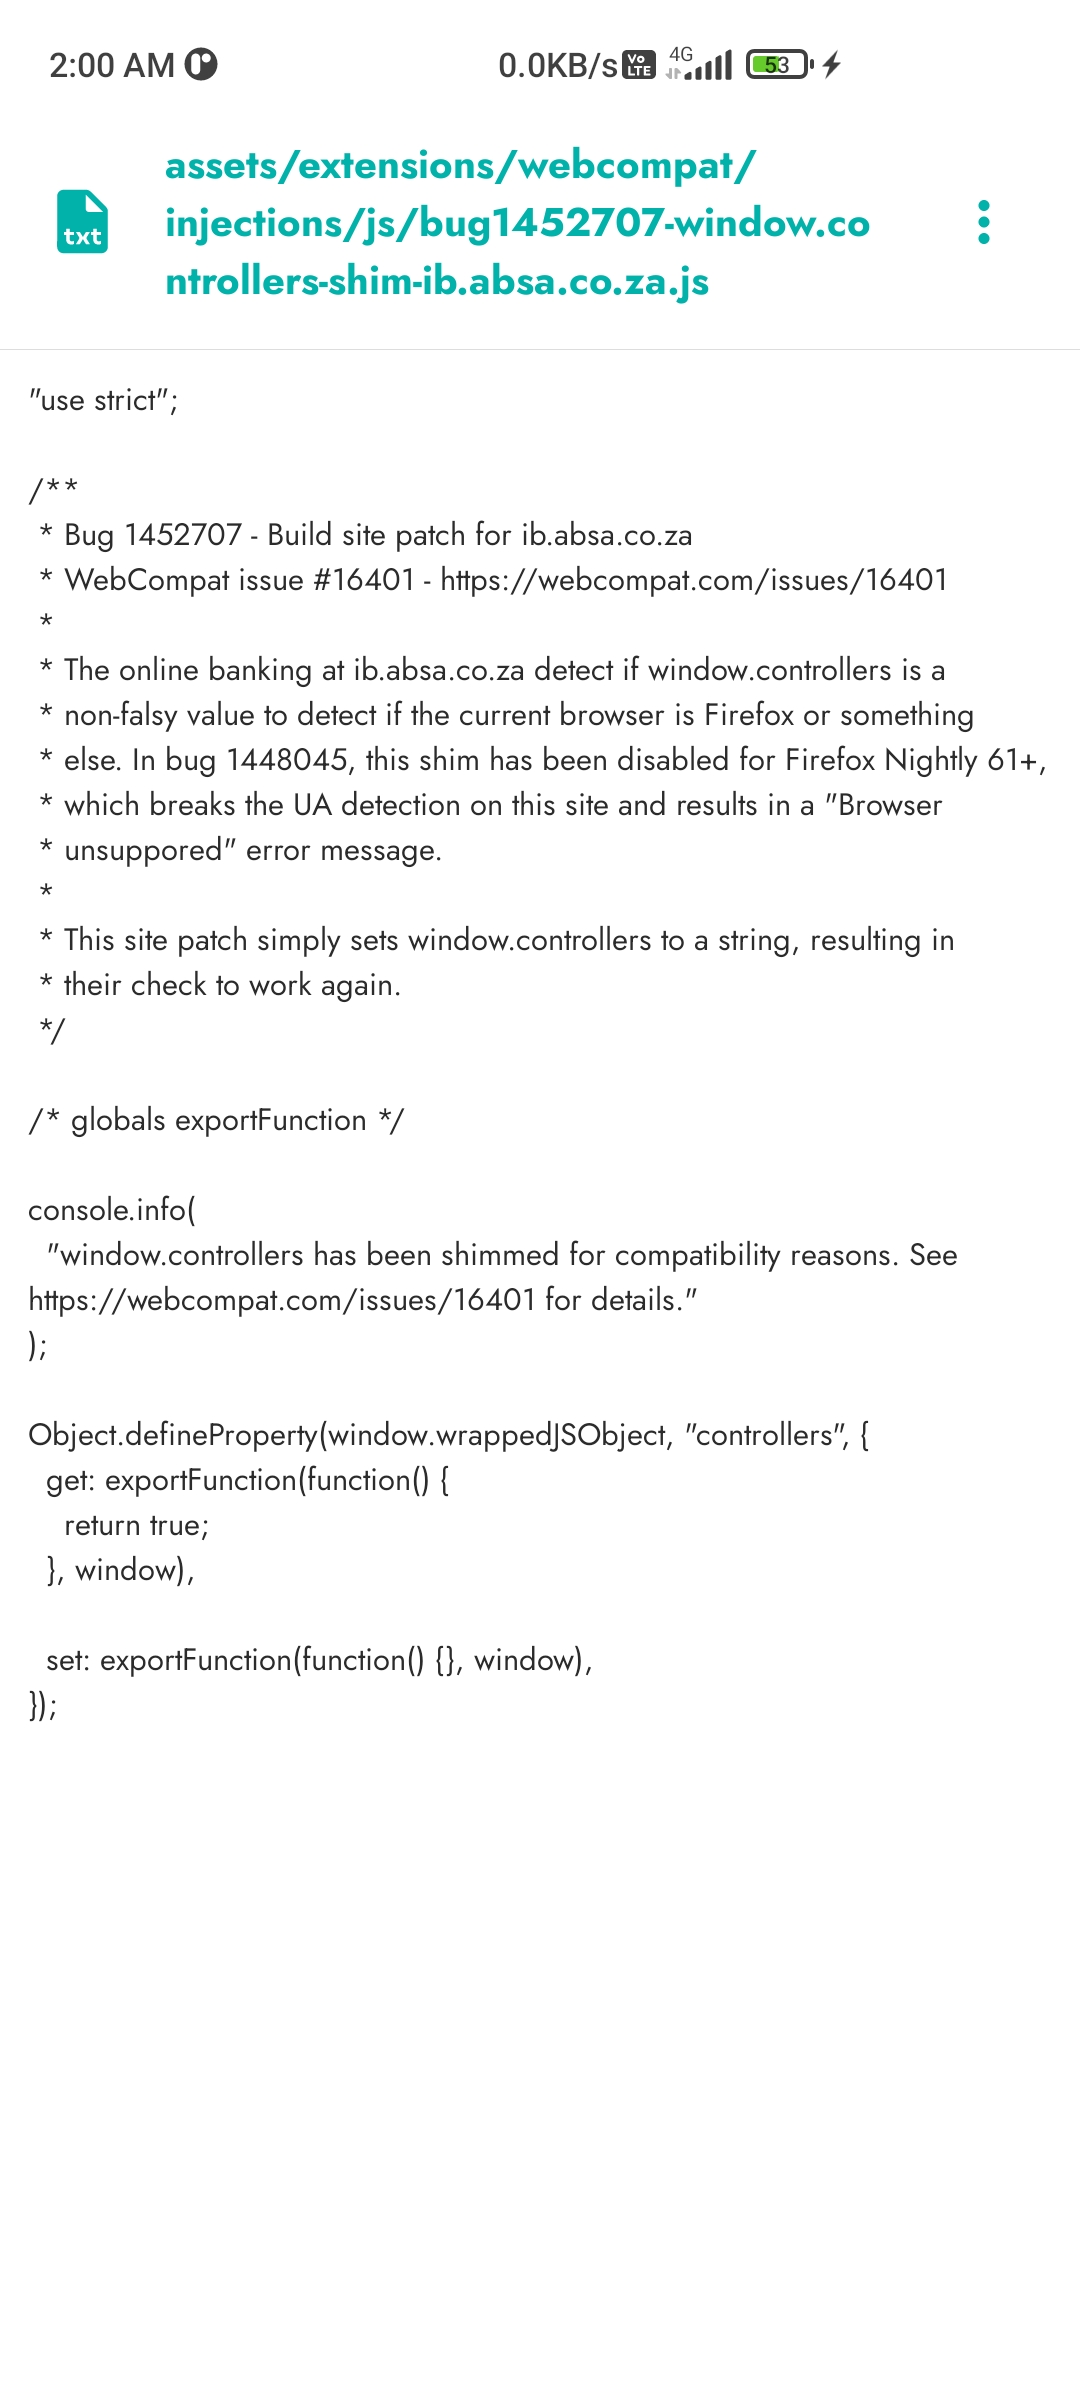 2:00 AM 0.0KB/s Vo LTE 4G 53
txt
assets/extensions/webcompat/
injections/js/bug1452707-window.co
ntrollers-shim-ib.absa.co.za.js
"use strict";
/**
* Bug 1452707 - Build site patch for ib.absa.co.za
* WebCompat issue #16401 - https://webcompat.com/issues/16401
*
* The online banking at ib.absa.co.za detect if window.controllers is a
* non-falsy value to detect if the current browser is Firefox or something
* else. In bug 1448045, this shim has been disabled for Firefox Nightly 61+,
* which breaks the UA detection on this site and results in a "Browser
* unsuppored" error message.
*
* This site patch simply sets window.controllers to a string, resulting in
* their check to work again.
*/
/* globals exportFunction */
console.info(
"window.controllers has been shimmed for compatibility reasons. See
https://webcompat.com/issues/16401 for details."
);
Object.defineProperty(window.wrappedJSObject, "controllers", {
get: exportFunction(function() {
return true;
}, window),
set: exportFunction(function() {}, window),
});